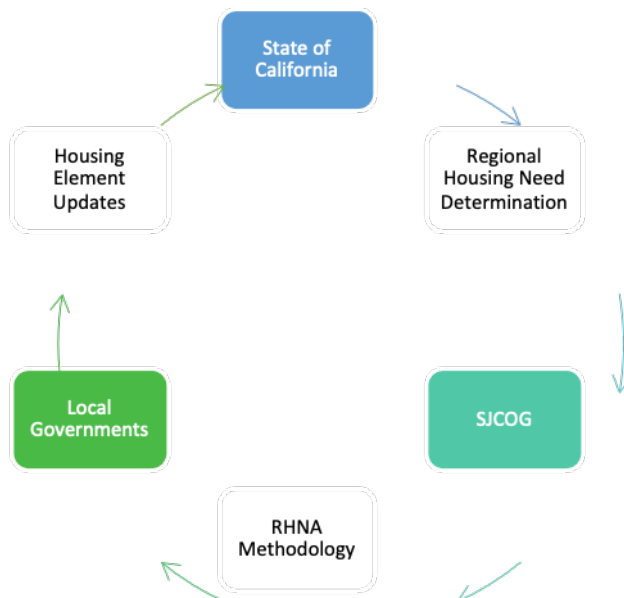 State of
California
Regional
Housing Need
Determination
SJCOG
RHNA
Methodology
Local
Governments
Housing
Element
Updates